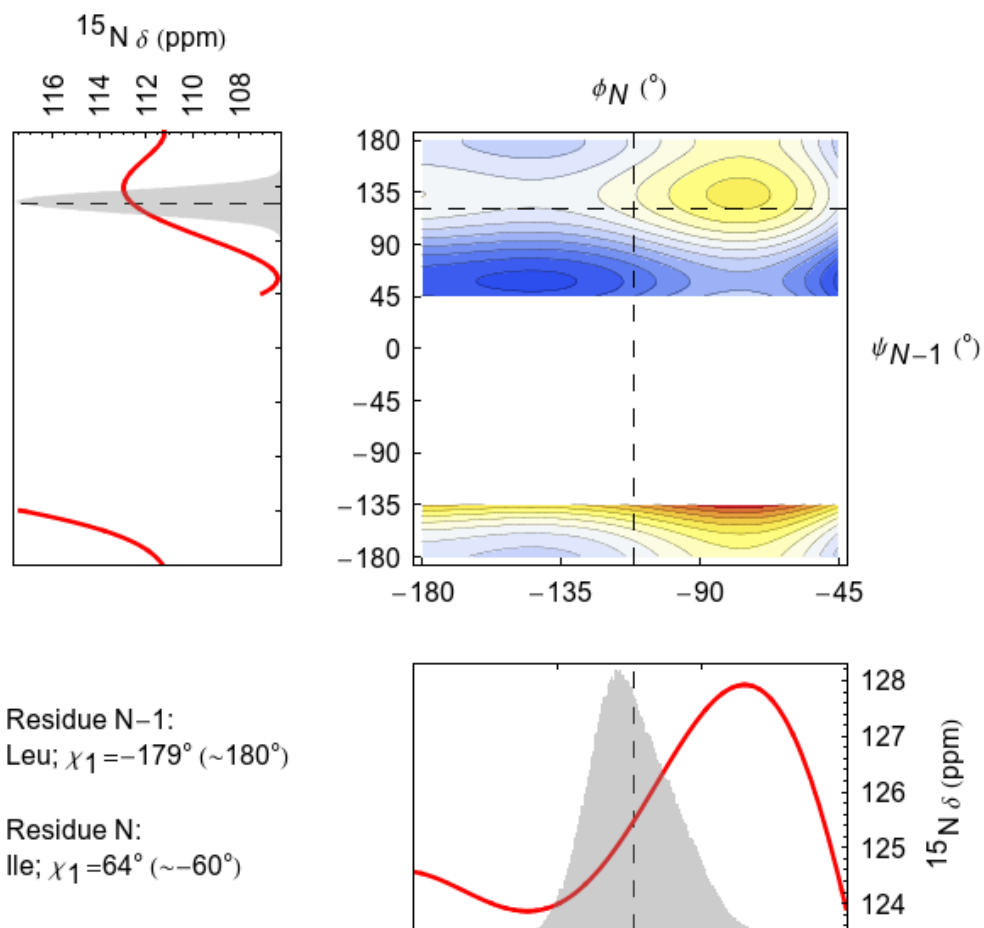 15N δ (ppm)
116 114 112 110 108
ϕN (°)
180
135
90
45
0
−45
−90
−135
−180
ψN−1 (°)
−180 −135 −90 −45
128
127
126
125
124
15N δ (ppm)
Residue N−1:
Leu; χ1=−179° (~180°)
Residue N:
Ile; χ1=64° (~−60°)